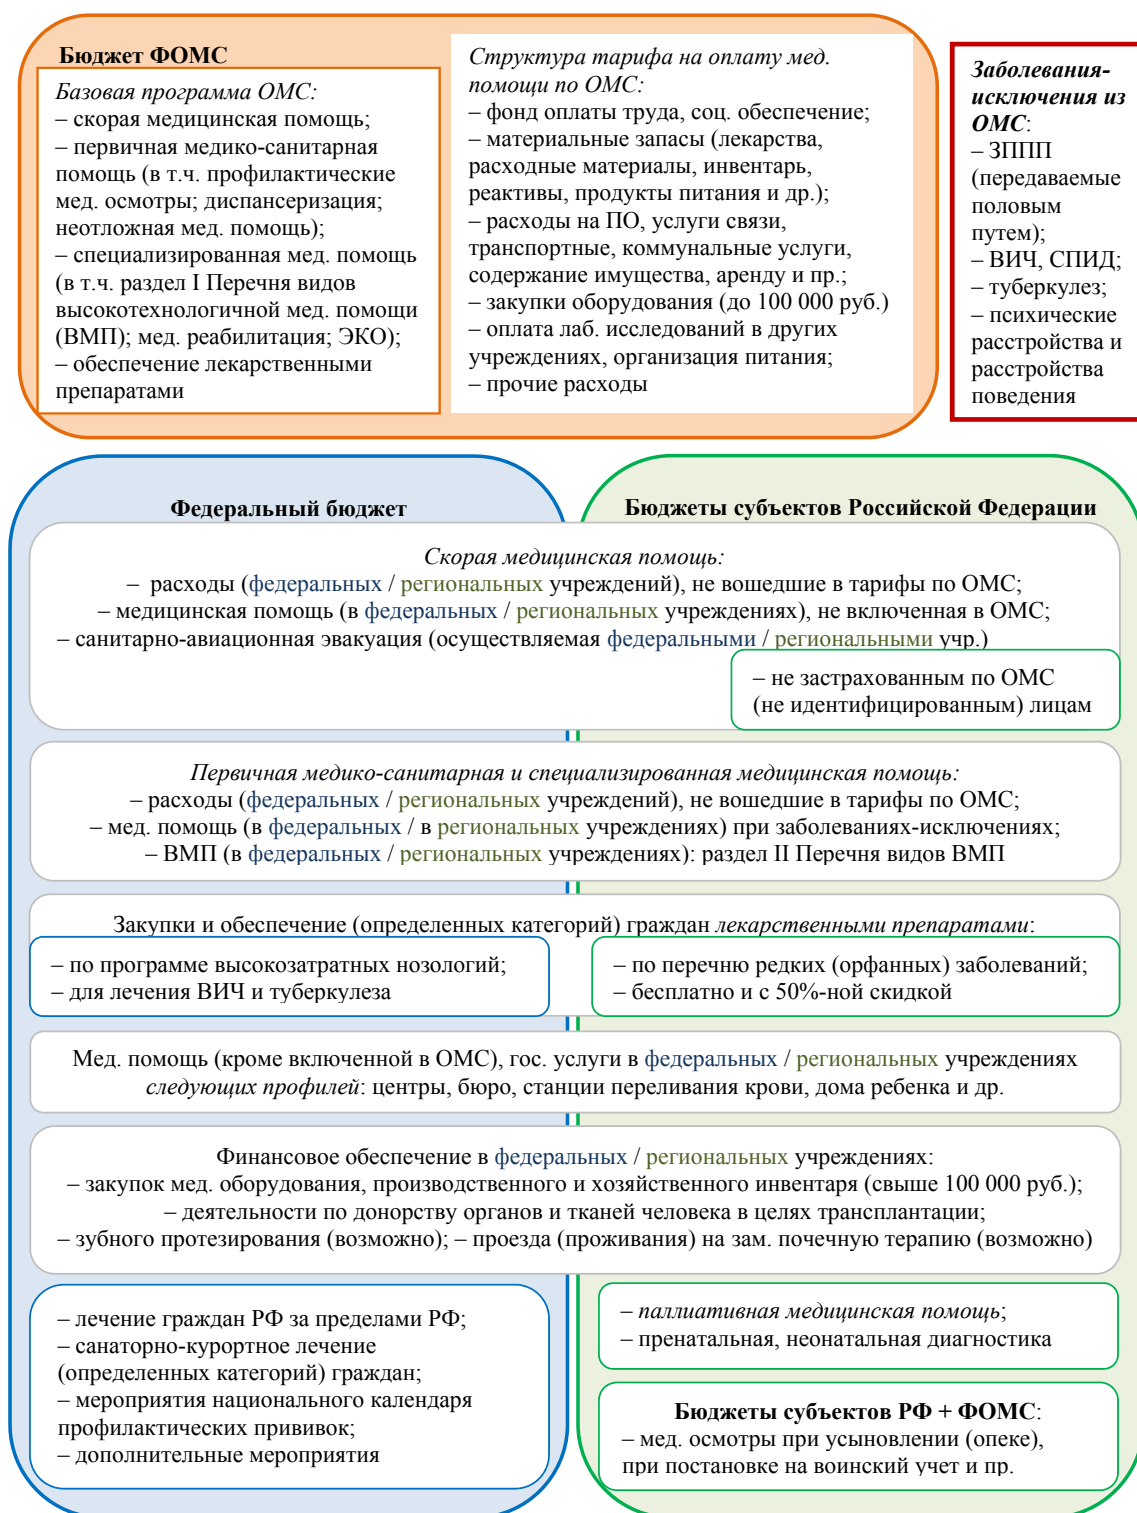 Бюджет ФОМС
Базовая программа ОМС:
– скорая медицинская помощь;
– первичная медико-санитарная
помощь (в т.ч. профилактические
мед. осмотры; диспансеризация;
неотложная мед. помощь);
– специализированная мед. помощь
(в т.ч. раздел I Перечня видов
высокотехнологичной мед. помощи
(ВМП); мед. реабилитация; ЭКО);
– обеспечение лекарственными
препаратами
Структура тарифа на оплату мед.
помощи по ОМС:
– фонд оплаты труда, соц. обеспечение;
– материальные запасы (лекарства,
расходные материалы, инвентарь,
реактивы, продукты питания и др.);
– расходы на ПО, услуги связи,
транспортные, коммунальные услуги,
содержание имущества, аренду и пр.;
– закупки оборудования (до 100 000 руб.)
– оплата лаб. исследований в других
учреждениях, организация питания;
– прочие расходы
Заболевания-
исключения из
ОМС:
– ЗППП
(передаваемые
половым
путем);
– ВИЧ, СПИД;
– туберкулез;
– психические
расстройства и
расстройства
поведения
Федеральный бюджет
Бюджеты субъектов Российской Федерации
Скорая медицинская помощь:
– расходы (федеральных / региональных учреждений), не вошедшие в тарифы по ОМС;
– медицинская помощь (в федеральных / региональных учреждениях), не включенная в ОМС;
– санитарно-авиационная эвакуация (осуществляемая федеральными / региональными учр.)
– не застрахованным по ОМС
(не идентифицированным) лицам
Первичная медико-санитарная и специализированная медицинская помощь:
– расходы (федеральных / региональных учреждений), не вошедшие в тарифы по ОМС;
– мед. помощь (в федеральных / в региональных учреждениях) при заболеваниях-исключениях;
– ВМП (в федеральных / региональных учреждениях): раздел II Перечня видов ВМП
Закупки и обеспечение (определенных категорий) граждан лекарственными препаратами:
– по программе высокозатратных нозологий;
– для лечения ВИЧ и туберкулеза
– по перечню редких (орфанных) заболеваний;
– бесплатно и с 50%-ной скидкой
Мед. помощь (кроме включенной в ОМС), гос. услуги в федеральных / региональных учреждениях
следующих профилей: центры, бюро, станции переливания крови, дома ребенка и др.
Финансовое обеспечение в федеральных / региональных учреждениях:
– закупок мед. оборудования, производственного и хозяйственного инвентаря (свыше 100 000 руб.);
– деятельности по донорству органов и тканей человека в целях трансплантации;
– зубного протезирования (возможно); – проезда (проживания) на зам. почечную терапию (возможно)
– лечение граждан РФ за пределами РФ;
– санаторно-курортное лечение
(определенных категорий) граждан;
– мероприятия национального календаря
профилактических прививок;
– дополнительные мероприятия
– паллиативная медицинская помощь;
– пренатальная, неонатальная диагностика
Бюджеты субъектов РФ + ФОМС:
– мед. осмотры при усыновлении (опеке),
при постановке на воинский учет и пр.